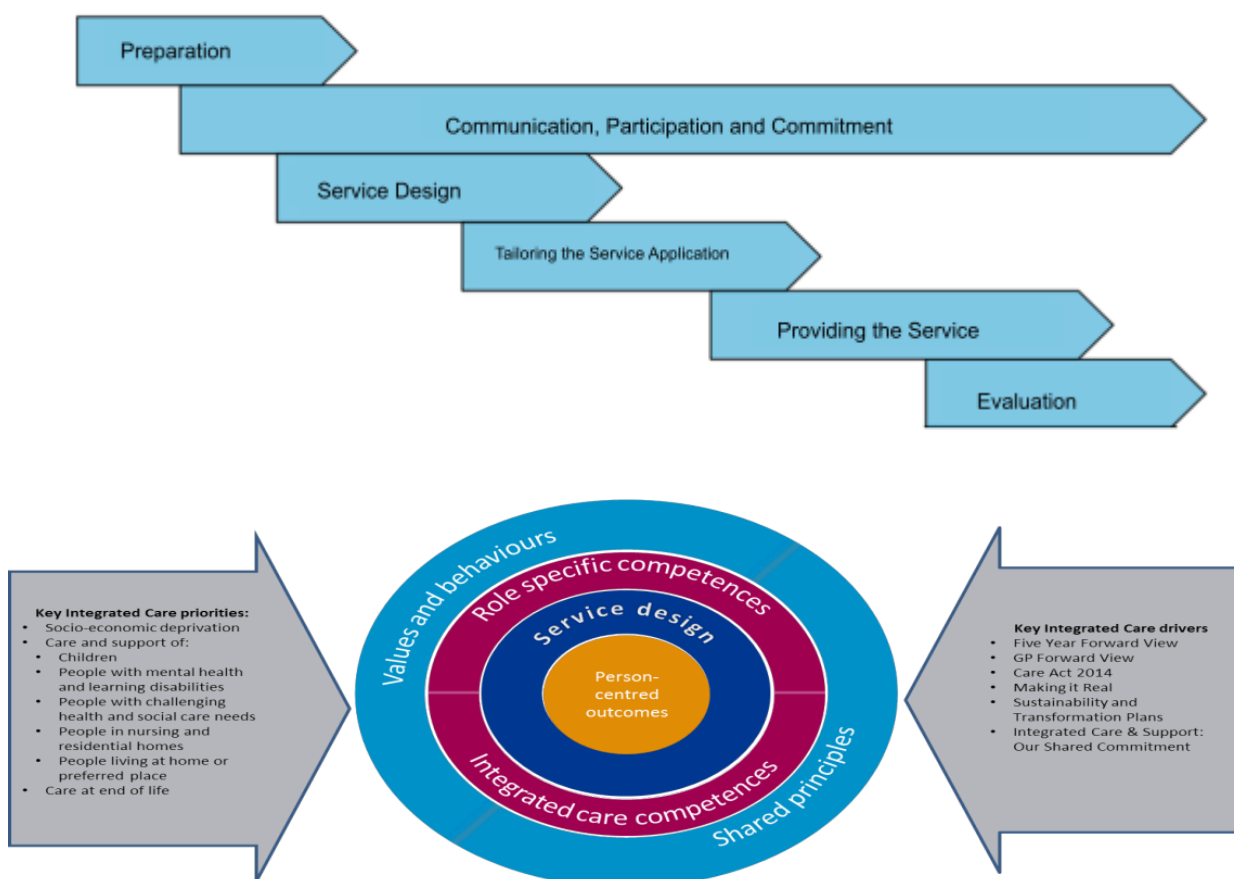 Preparation
Communication, Participation and Commitment
Service Design
Tailoring the Service Application
Providing the Service
Evaluation
Key Integrated Care priorities:
• Socio-economic deprivation
• Care and support of:
• Children
• People with mental health
and learning disabilities
• People with challenging
health and social care needs
• People in nursing and
residential homes
• People living at home or
preferred place
• Care at end of life
Values and behaviours
Role specific competences
Service design
Person-
centred
outcomes
Integrated care competences
Shared principles
Key Integrated Care drivers
• Five Year Forward View
• GP Forward View
• Care Act 2014
• Making it Real
• Sustainability and
Transformation Plans
• Integrated Care & Support:
Our Shared Commitment